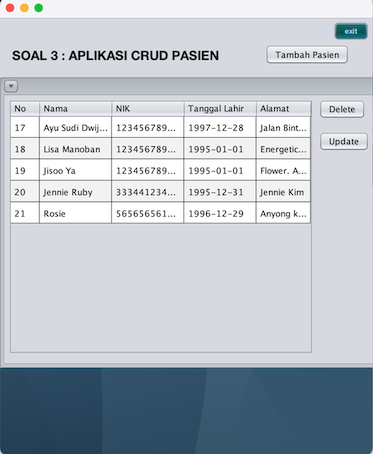 exit
SOAL 3 : APLIKASI CRUD PASIEN
Tambah Pasien
No Nama NIK Tanggal Lahir Alamat
17 Ayu Sudi Dwij... 123456789... 1997-12-28 Jalan Bint...
18 Lisa Manoban 123456789... 1995-01-01 Energetic...
19 Jisoo Ya 123456789... 1995-01-01 Flower. A...
20 Jennie Ruby 333441234... 1995-12-31 Jennie Kim
21 Rosie 565656561... 1996-12-29 Anyong k...
Delete
Update